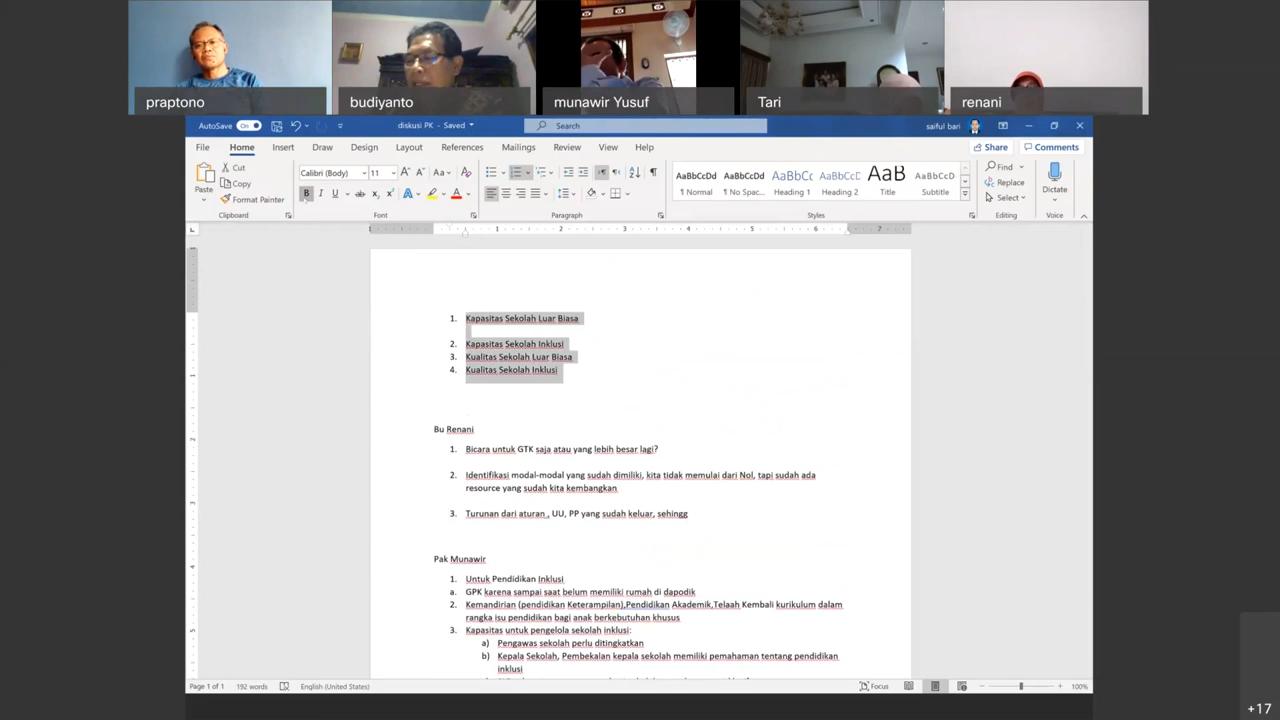 praptono
budiyanto
munawir Yusuf
Tari
renani
AutoSave On
diskusi PK - Saved
Search
saiful bari
File Home Insert Draw Design Layout References Mailings Review View Help
Share Comments
Paste
Cut
Copy
Format Painter
Clipboard
Calibri (Body) 11
Font
Paragraph
AaBbCcDd AaBbCcDd AaBbCc AaBbCcD AaB AaBbCcD
Normal No Spac... Heading 1 Heading 2 Title Subtitle
Styles
Find
Replace
Select
Editing
Dictate
Voice
1. Kapasitas Sekolah Luar Biasa
2. Kapasitas Sekolah Inklusi
3. Kualitas Sekolah Luar Biasa
4. Kualitas Sekolah Inklusi
Bu Renani
1. Bicara untuk GTK saja atau yang lebih besar lagi?
2. Identifikasi modal-modal yang sudah dimiliki, kita tidak memulai dari Nol, tapi sudah ada
resource yang sudah kita kembangkan
3. Turunan dari aturan , UU, PP yang sudah keluar, sehingg
Pak Munawir
1. Untuk Pendidikan Inklusi
a. GPK karena sampai saat belum memiliki rumah di dapodik
2. Kemandirian (pendidikan Keterampilan),Pendidikan Akademik,Telaah Kembali kurikulum dalam
rangka isu pendidikan bagi anak berkebutuhan khusus
3. Kapasitas untuk pengelola sekolah inklusi:
a) Pengawas sekolah perlu ditingkatkan
b) Kepala Sekolah, Pembekalan kepala sekolah memiliki pemahaman tentang pendidikan
inklusi
Page 1 of 1 192 words English (United States)
Focus
100%
+17